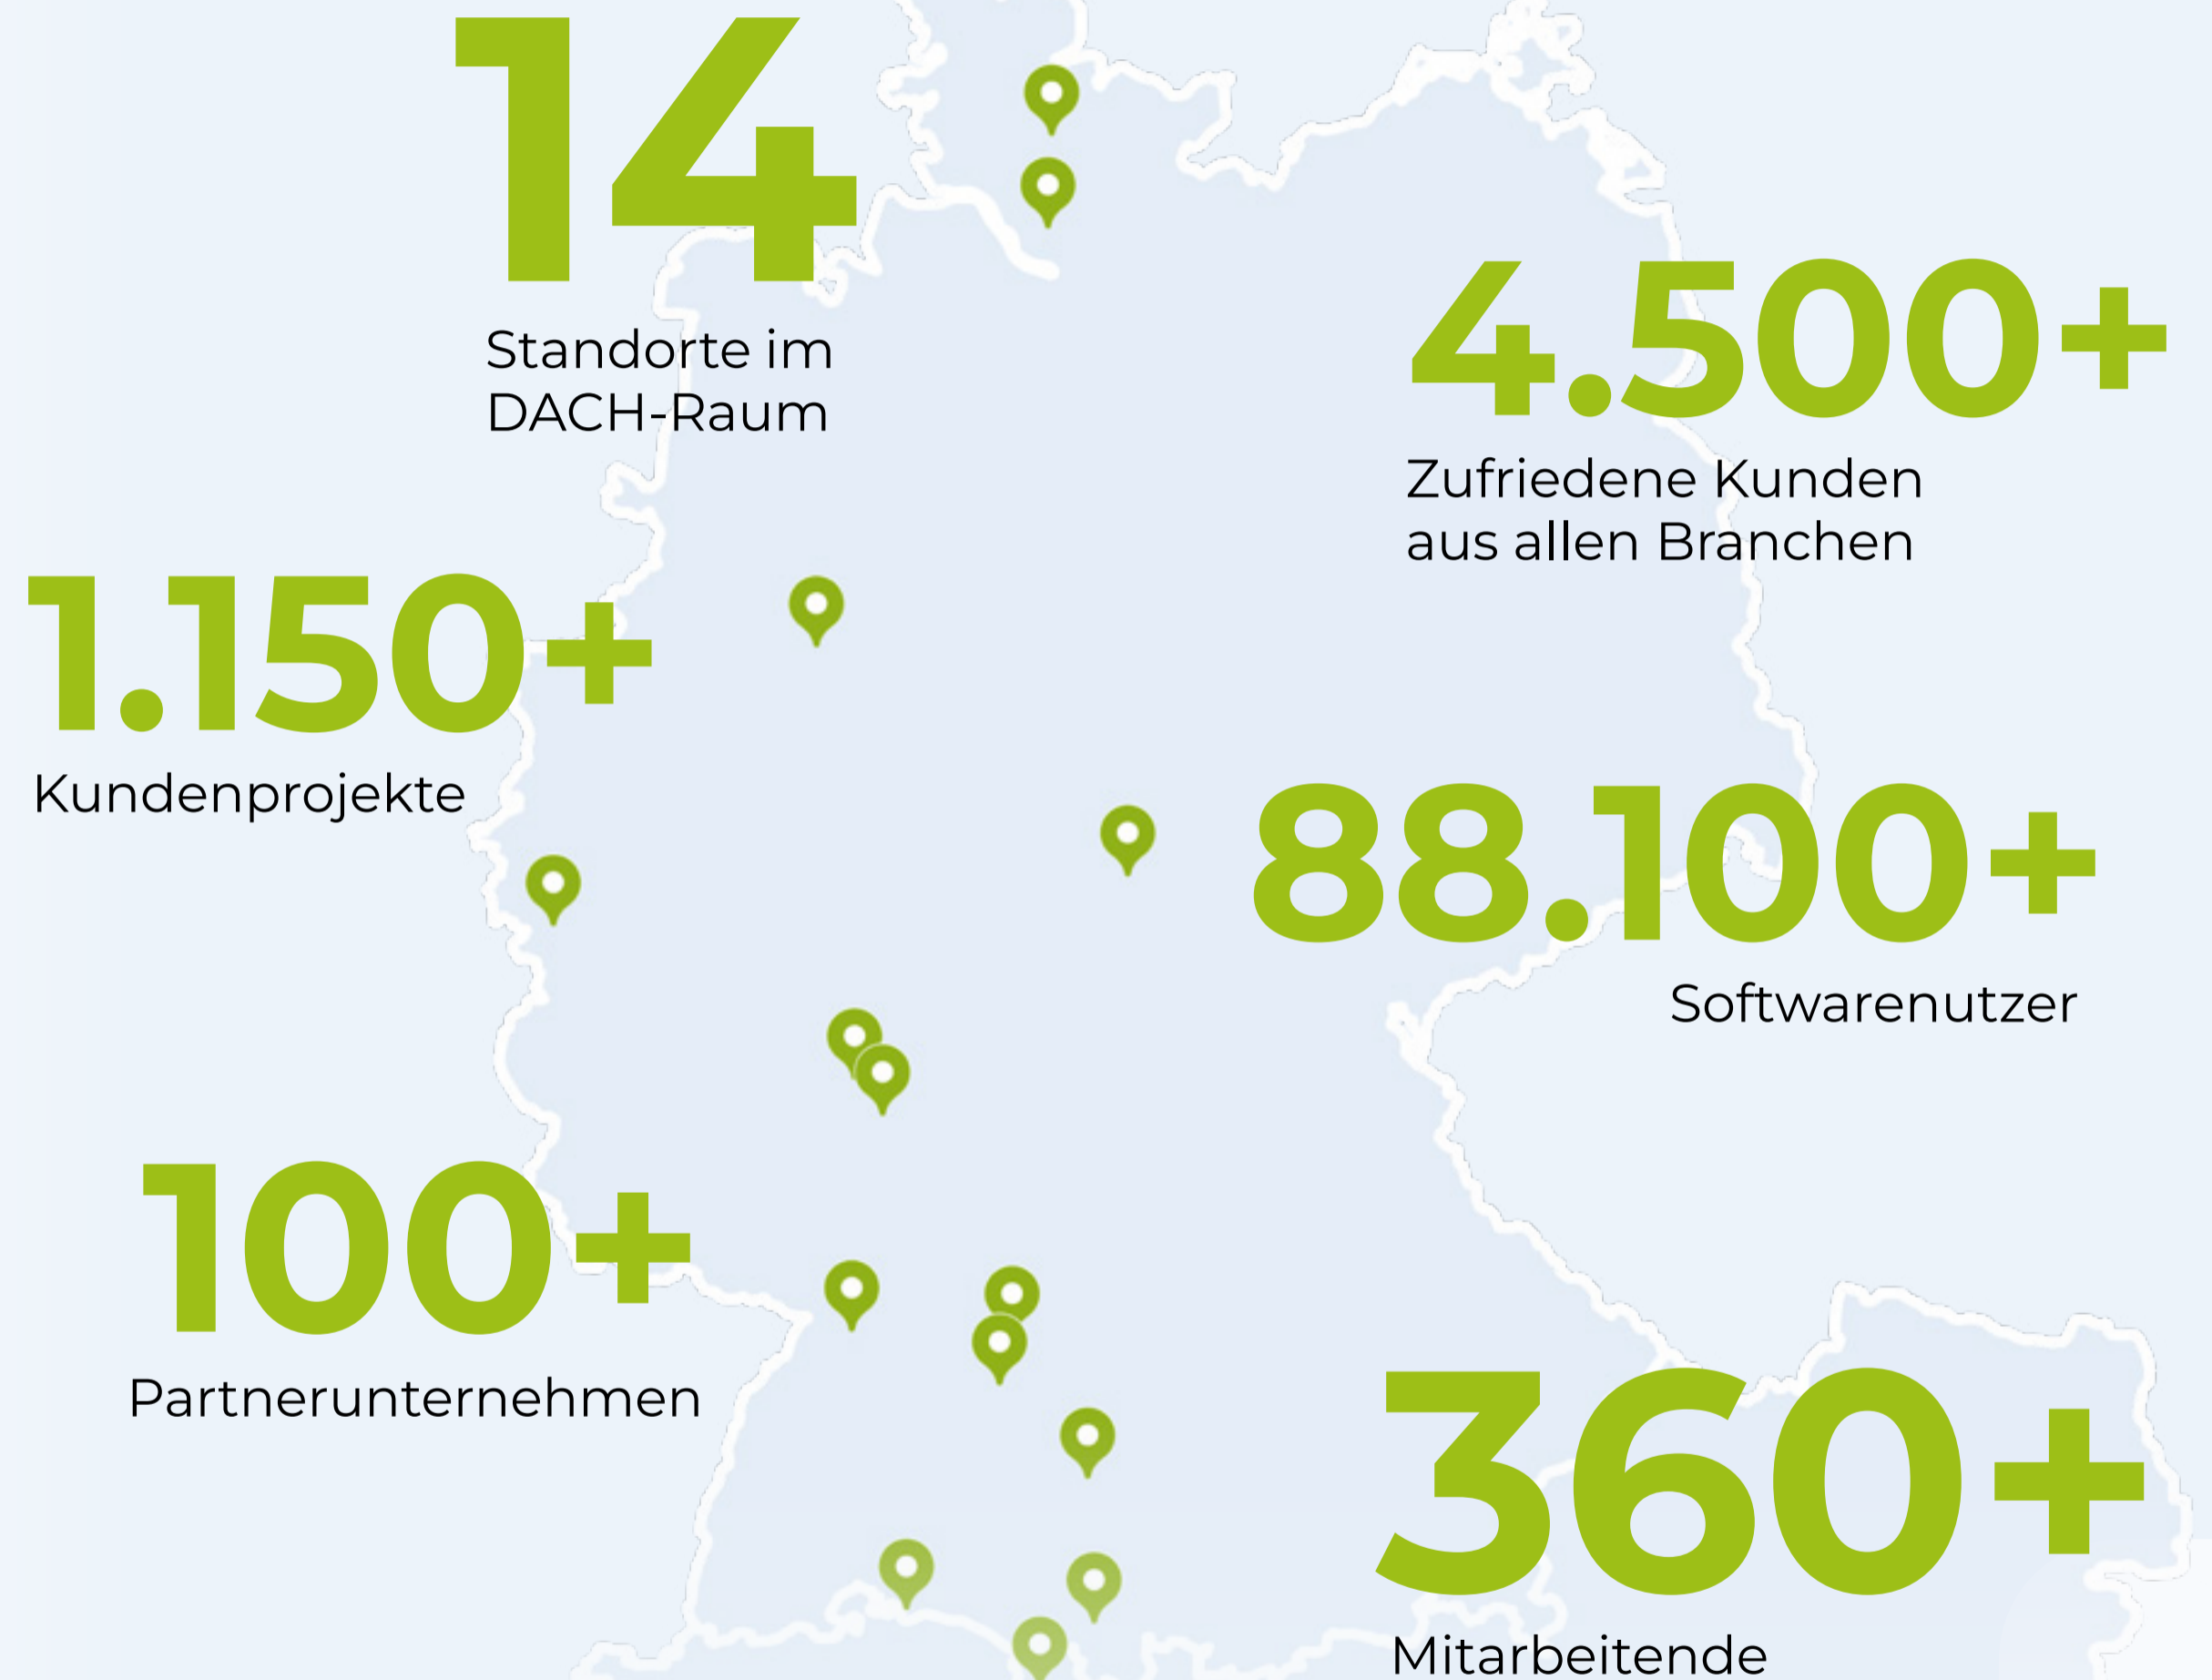 14
Standorte im
DACH-Raum
4.500+
Zufriedene Kunden
aus allen Branchen
1.150+
Kundenprojekte
88.100+
Softwarenutzer
100+
Partnerunternehmen
360+
Mitarbeitende